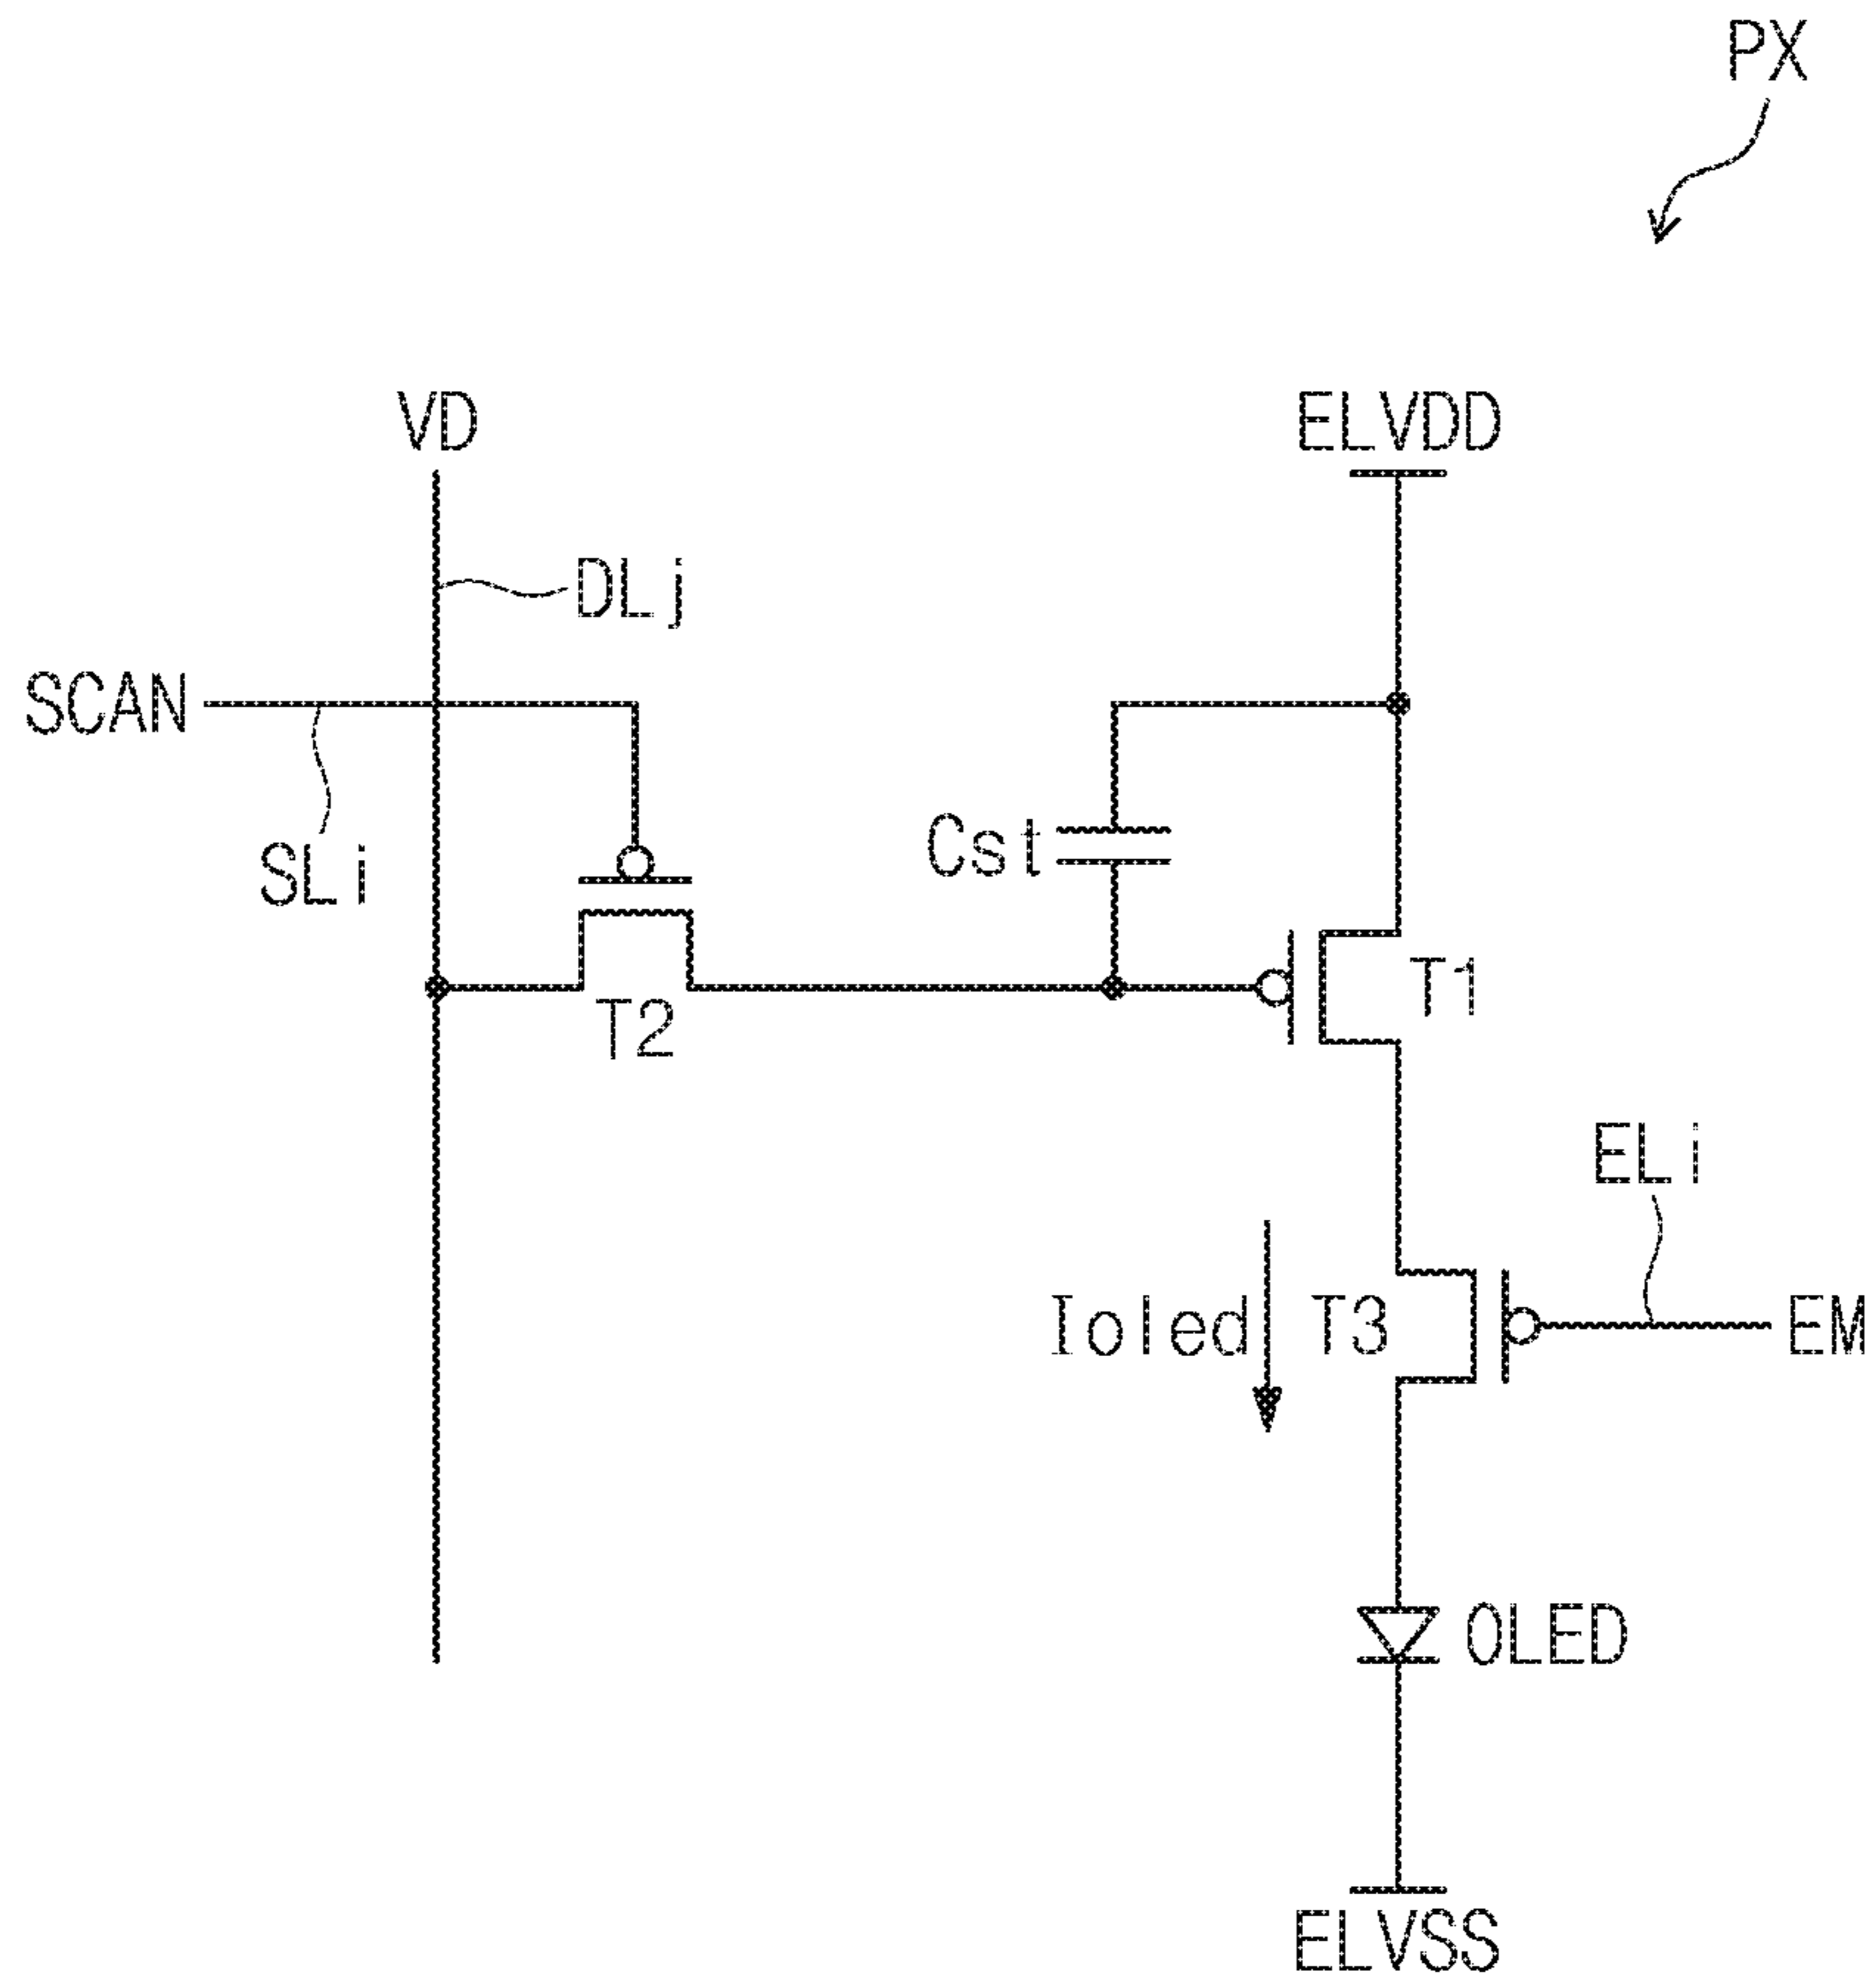 PX
VD
ELVDD
DLj
SCAN
SLi
Cst
T1
T2
ELi
Ioled
T3
EM
OLED
ELVSS